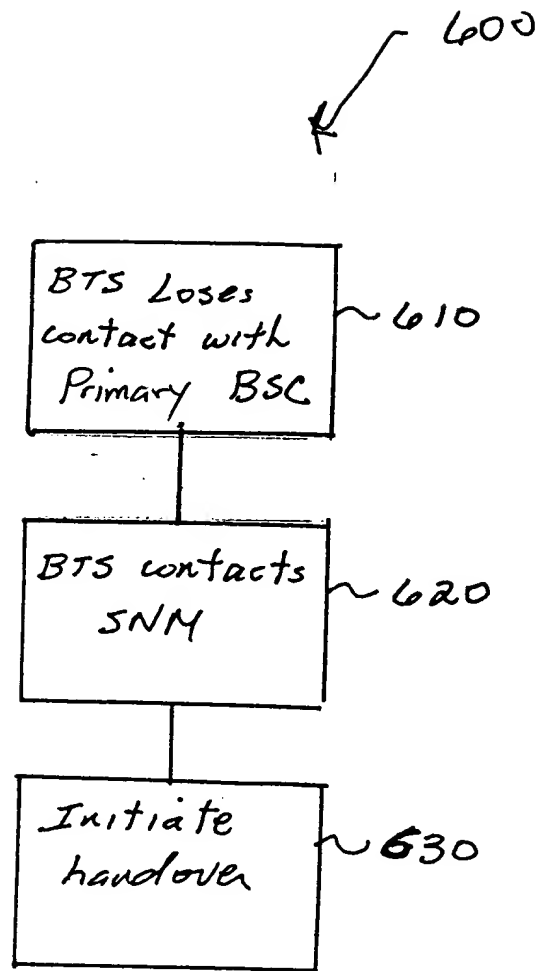 600
BTS Loses
contact with
Primary BSC
610
BTS contacts
SNM
620
Initiate
handover
630